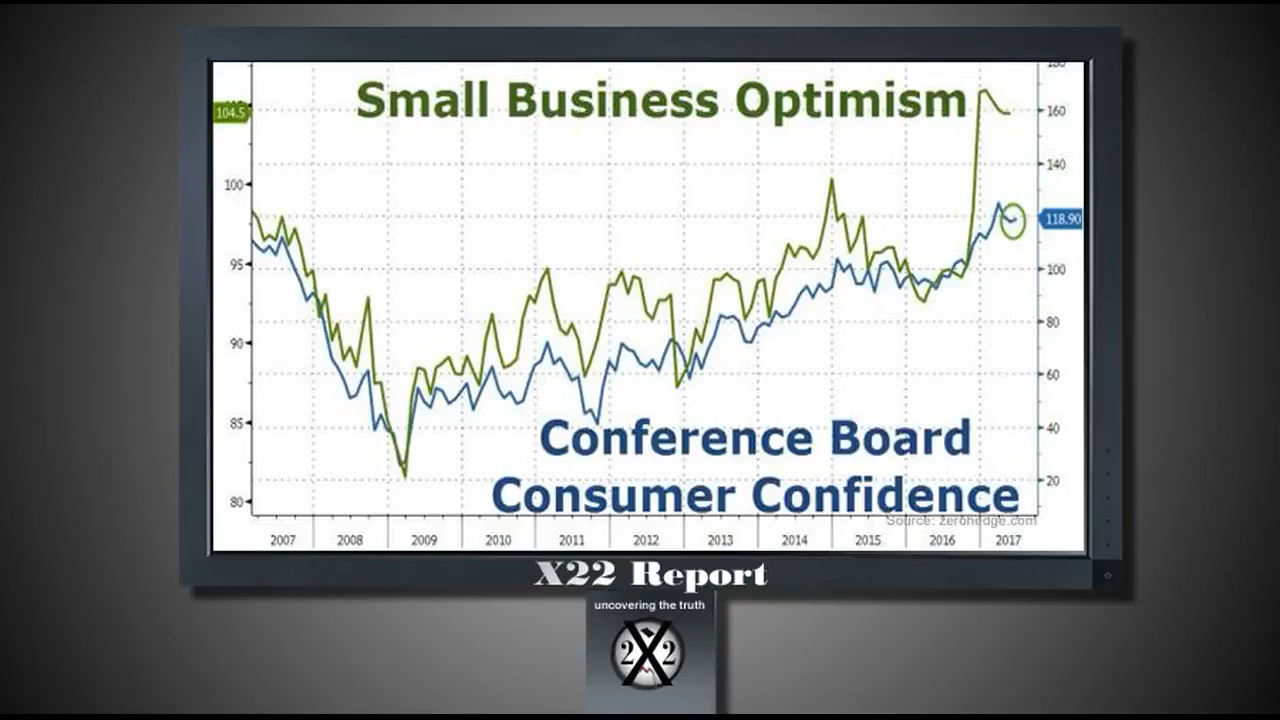 Small Business Optimism
180
104.5
160
140
100
118.90
95
100
90
80
60
85
40
Conference Board
Consumer Confidence
20
80
Source: zerohedge.com
2007 2008 2009 2010 2011 2012 2013 2014 2015 2016 2017
X22 Report
uncovering the truth
2X2